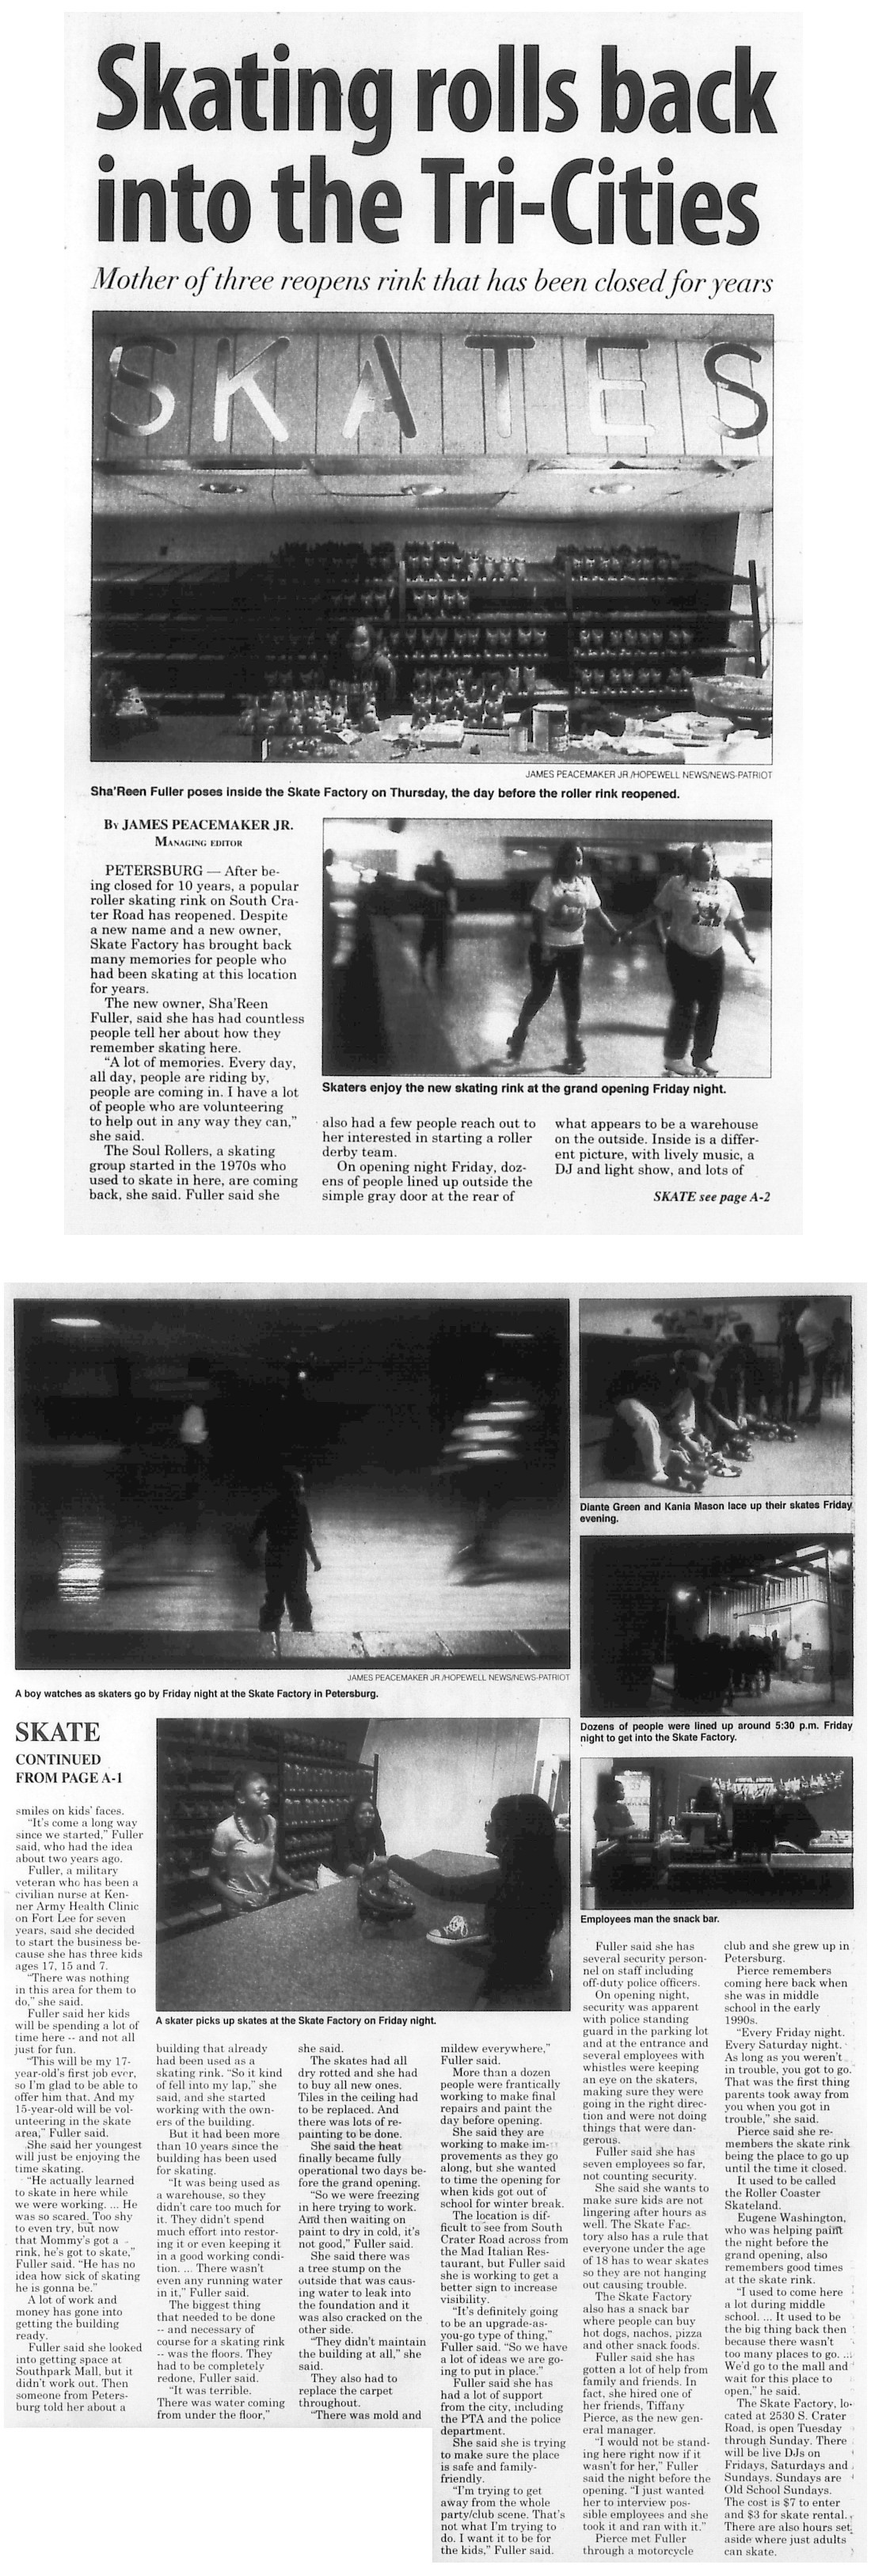 Skating rolls back
into the Tri-Cities
Mother of three reopens rink that has been closed for years
SKATES
JAMES PEACEMAKER JR./HOPEWELL NEWS/NEWS-PATRIOT
Sha'Reen Fuller poses inside the Skate Factory on Thursday, the day before the roller rink reopened.
BY JAMES PEACEMAKER JR.
MANAGING EDITOR
PETERSBURG — After be-
ing closed for 10 years, a popular
roller skating rink on South Cra-
ter Road has reopened. Despite
a new name and a new owner,
Skate Factory has brought back
many memories for people who
had been skating at this location
for years.
The new owner, Sha'Reen
Fuller, said she has had countless
people tell her about how they
remember skating here.
"A lot of memories. Every day,
all day, people are riding by,
people are coming in. I have a lot
of people who are volunteering
to help out in any way they can,"
she said.
The Soul Rollers, a skating
group started in the 1970s who
used to skate in here, are coming
back, she said. Fuller said she
Skaters enjoy the new skating rink at the grand opening Friday night.
also had a few people reach out to
her interested in starting a roller
derby team.
On opening night Friday, doz-
ens of people lined up outside the
simple gray door at the rear of
what appears to be a warehouse
on the outside. Inside is a differ-
ent picture, with lively music, a
DJ and light show, and lots of
SKATE see page A-2
JAMES PEACEMAKER JR./HOPEWELL NEWS/NEWS-PATRIOT
A boy watches as skaters go by Friday night at the Skate Factory in Petersburg.
Diante Green and Kania Mason lace up their skates Friday
evening.
Dozens of people were lined up around 5:30 p.m. Friday
night to get into the Skate Factory.
Employees man the snack bar.
A skater picks up skates at the Skate Factory on Friday night.
SKATE
CONTINUED
FROM PAGE A-1
smiles on kids' faces.
"It's come a long way
since we started," Fuller
said, who had the idea
about two years ago.
Fuller, a military
veteran who has been a
civilian nurse at Ken-
ner Army Health Clinic
on Fort Lee for seven
years, said she decided
to start the business be-
cause she has three kids
ages 17, 15 and 7.
"There was nothing
in this area for them to
do," she said.
Fuller said her kids
will be spending a lot of
time here -- and not all
just for fun.
"This will be my 17-
year-old's first job ever,
so I'm glad to be able to
offer him that. And my
15-year-old will be vol-
unteering in the skate
area," Fuller said.
She said her youngest
will just be enjoying the
time skating.
"He actually learned
to skate in here while
we were working. ... He
was so scared. Too shy
to even try, but now
that Mommy's got a
rink, he's got to skate,"
Fuller said. "He has no
idea how sick of skating
he is gonna be."
A lot of work and
money has gone into
getting the building
ready.
Fuller said she looked
into getting space at
Southpark Mall, but it
didn't work out. Then
someone from Peters-
burg told her about a
building that already
had been used as a
skating rink. "So it kind
of fell into my lap," she
said, and she started
working with the own-
ers of the building.
But it had been more
than 10 years since the
building has been used
for skating.
"It was being used as
a warehouse, so they
didn't care too much for
it. They didn't spend
much effort into restor-
ing it or even keeping it
in a good working condi-
tion. ... There wasn't
even any running water
in it," Fuller said.
The biggest thing
that needed to be done
-- and necessary of
course for a skating rink
-- was the floors. They
had to be completely
redone, Fuller said.
"It was terrible.
There was water coming
from under the floor,"
she said.
The skates had all
dry rotted and she had
to buy all new ones.
Tiles in the ceiling had
to be replaced. And
there was lots of re-
painting to be done.
She said the heat
finally became fully
operational two days be-
fore the grand opening.
"So we were freezing
in here trying to work.
And then waiting on
paint to dry in cold, it's
not good," Fuller said.
She said there was
a tree stump on the
outside that was caus-
ing water to leak into
the foundation and it
was also cracked on the
other side.
"They didn't maintain
the building at all," she
said.
They also had to
replace the carpet
throughout.
"There was mold and
mildew everywhere,"
Fuller said.
More than a dozen
people were frantically
working to make final
repairs and paint the
day before opening.
She said they are
working to make im-
provements as they go
along, but she wanted
to time the opening for
when kids got out of
school for winter break.
The location is dif-
ficult to see from South
Crater Road across from
the Mad Italian Res-
taurant, but Fuller said
she is working to get a
better sign to increase
visibility.
"It's definitely going
to be an upgrade-as-
you-go type of thing,"
Fuller said. "So we have
a lot of ideas we are go-
ing to put in place."
Fuller said she has
had a lot of support
from the city, including
the PTA and the police
department.
She said she is trying
to make sure the place
is safe and family-
friendly.
"I'm trying to get
away from the whole
party/club scene. That's
not what I'm trying to
do. I want it to be for
the kids," Fuller said.
Fuller said she has
several security person-
nel on staff including
off-duty police officers.
On opening night,
security was apparent
with police standing
guard in the parking lot
and at the entrance and
several employees with
whistles were keeping
an eye on the skaters,
making sure they were
going in the right direc-
tion and were not doing
things that were dan-
gerous.
Fuller said she has
seven employees so far,
not counting security.
She said she wants to
make sure kids are not
lingering after hours as
well. The Skate Fac-
tory also has a rule that
everyone under the age
of 18 has to wear skates
so they are not hanging
out causing trouble.
The Skate Factory
also has a snack bar
where people can buy
hot dogs, nachos, pizza
and other snack foods.
Fuller said she has
gotten a lot of help from
family and friends. In
fact, she hired one of
her friends, Tiffany
Pierce, as the new gen-
eral manager.
"I would not be stand-
ing here right now if it
wasn't for her," Fuller
said the night before the
opening. "I just wanted
her to interview pos-
sible employees and she
took it and ran with it."
Pierce met Fuller
through a motorcycle
club and she grew up in
Petersburg.
Pierce remembers
coming here back when
she was in middle
school in the early
1990s.
"Every Friday night.
Every Saturday night.
As long as you weren't
in trouble, you got to go.
That was the first thing
parents took away from
you when you got in
trouble," she said.
Pierce said she re-
members the skate rink
being the place to go up
until the time it closed.
It used to be called
the Roller Coaster
Skateland.
Eugene Washington,
who was helping paint
the night before the
grand opening, also
remembers good times
at the skate rink.
"I used to come here
a lot during middle
school. ... It used to be
the big thing back then
because there wasn't
too many places to go. ...
We'd go to the mall and
wait for this place to
open," he said.
The Skate Factory, lo-
cated at 2530 S. Crater
Road, is open Tuesday
through Sunday. There
will be live DJs on
Fridays, Saturdays and
Sundays. Sundays are
Old School Sundays.
The cost is $7 to enter
and $3 for skate rental.
There are also hours set
aside where just adults
can skate.